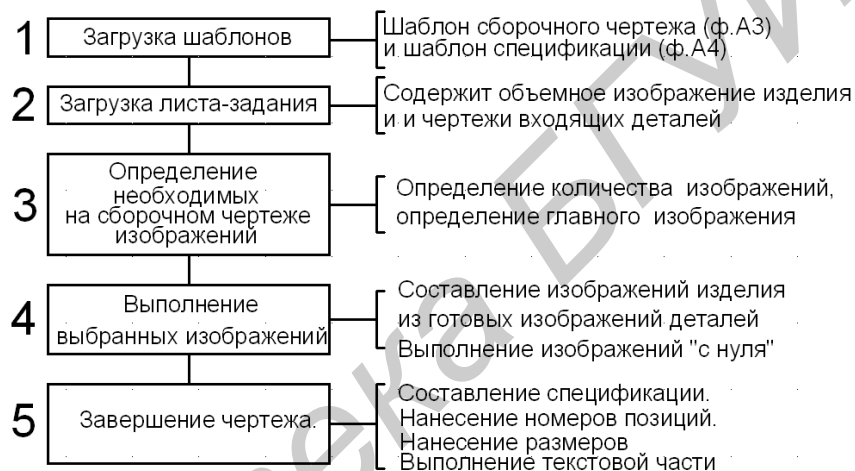 1
Загрузка шаблонов
Шаблон сборочного чертежа (ф.А3)
и шаблон спецификации (ф.А4)
2
Загрузка листа-задания
Содержит объемное изображение изделия
и и чертежи входящих деталей
3
Определение
необходимых
на сборочном чертеже
изображений
Определение количества изображений,
определение главного изображения
4
Выполнение
выбранных изображений
Составление изображений изделия
из готовых изображений деталей
Выполнение изображений "с нуля"
5
Завершение чертежа.
Составление спецификации.
Нанесение номеров позиций.
Нанесение размеров
Выполнение текстовой части